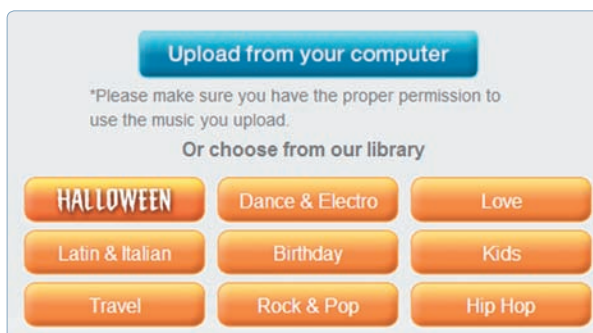 Upload from your computer
*Please make sure you have the proper permission to
use the music you upload.
Or choose from our library
HALLOWEEN Dance & Electro Love
Latin & Italian Birthday Kids
Travel Rock & Pop Hip Hop